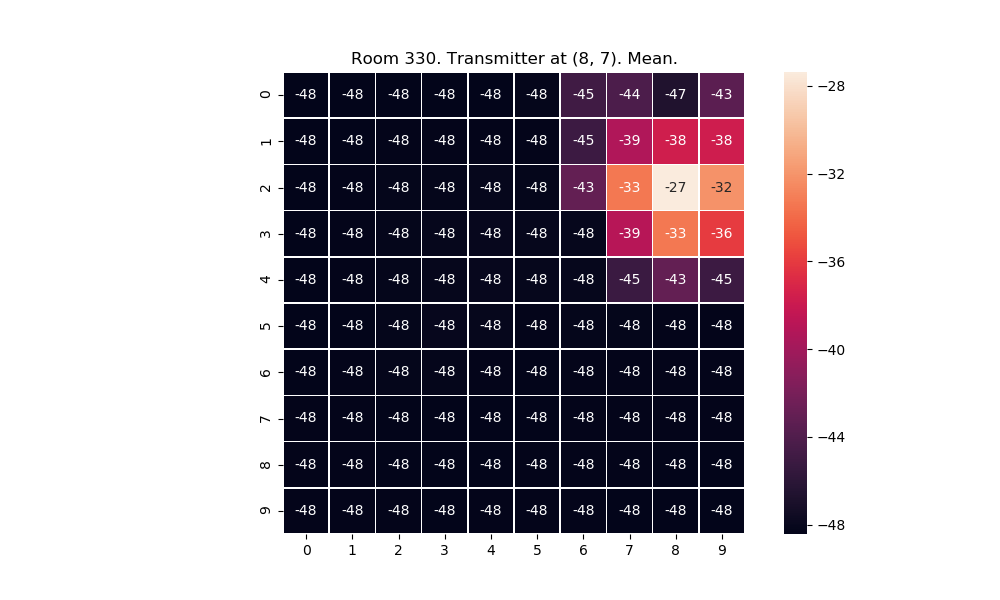 Room 330. Transmitter at (8, 7). Mean.
0 -48 -48 -48 -48 -48 -48 -45 -44 -47 -43
1 -48 -48 -48 -48 -48 -48 -45 -39 -38 -38
2 -48 -48 -48 -48 -48 -48 -43 -33 -27 -32
3 -48 -48 -48 -48 -48 -48 -48 -39 -33 -36
4 -48 -48 -48 -48 -48 -48 -48 -45 -43 -45
5 -48 -48 -48 -48 -48 -48 -48 -48 -48 -48
6 -48 -48 -48 -48 -48 -48 -48 -48 -48 -48
7 -48 -48 -48 -48 -48 -48 -48 -48 -48 -48
8 -48 -48 -48 -48 -48 -48 -48 -48 -48 -48
9 -48 -48 -48 -48 -48 -48 -48 -48 -48 -48
0 1 2 3 4 5 6 7 8 9
−28
−32
−36
−40
−44
−48